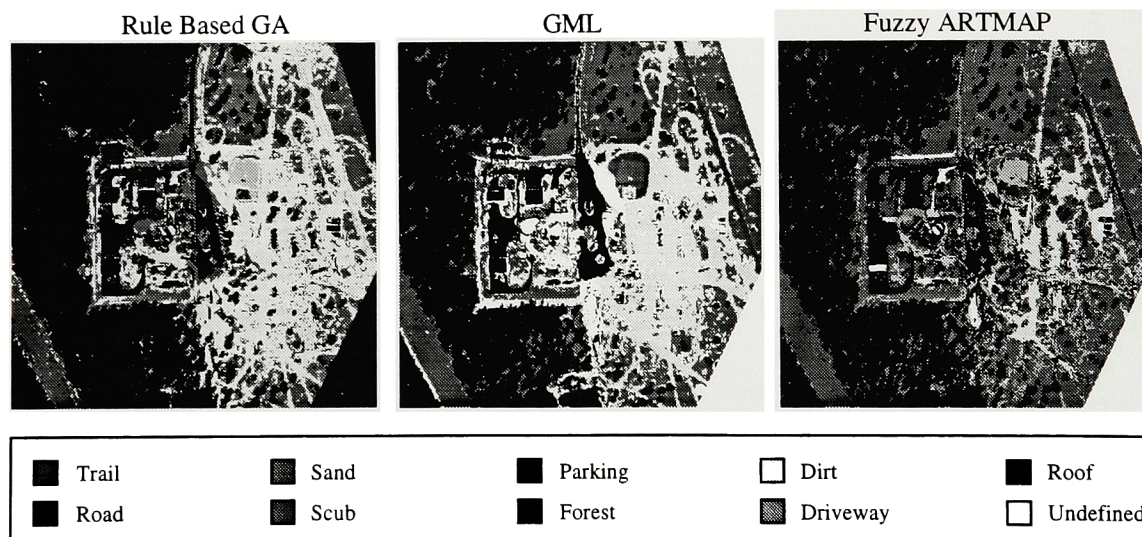 Rule Based GA GML Fuzzy ARTMAP
Trail Sand Parking Dirt Roof
Road Scub Forest Driveway Undefined